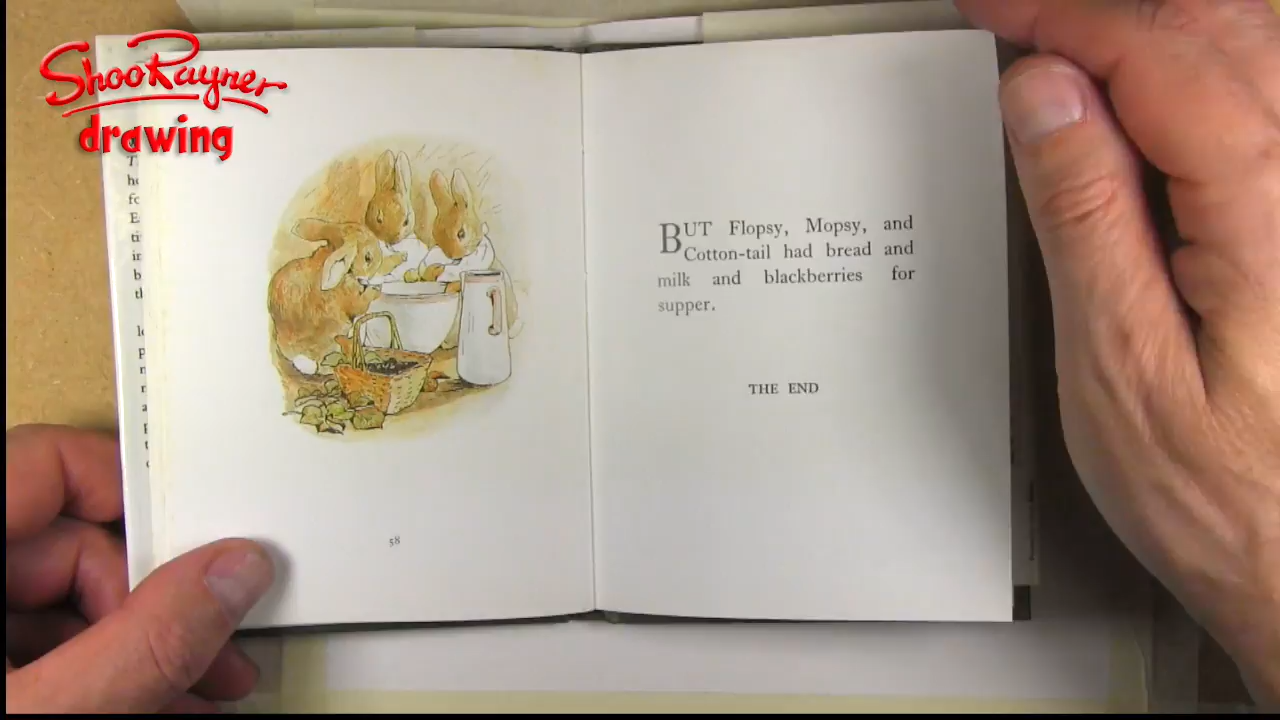 ShooRayner
drawing
BUT Flopsy, Mopsy, and
Cotton-tail had bread and
milk and blackberries for
supper.
THE END
58